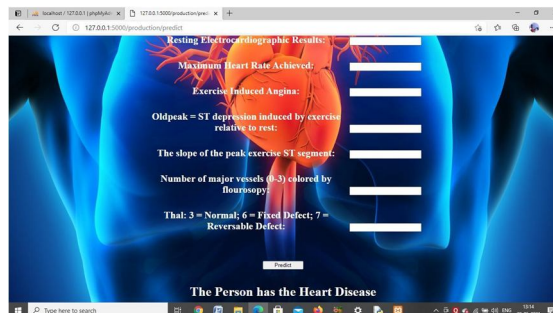 localhost / 127.0.0.1 | phpMyAd
127.0.0.1:5000/production/pre
127.0.0.1:5000/production/predict
Resting Electrocardiographic Results:
Maximum Heart Rate Achieved:
Exercise Induced Angina:
Oldpeak = ST depression induced by exercise
relative to rest:
The slope of the peak exercise ST segment:
Number of major vessels (0-3) colored by
flourosopy:
Thal: 3 = Normal; 6 = Fixed Defect; 7 =
Reversable Defect:
Predict
The Person has the Heart Disease
Type here to search
ENG